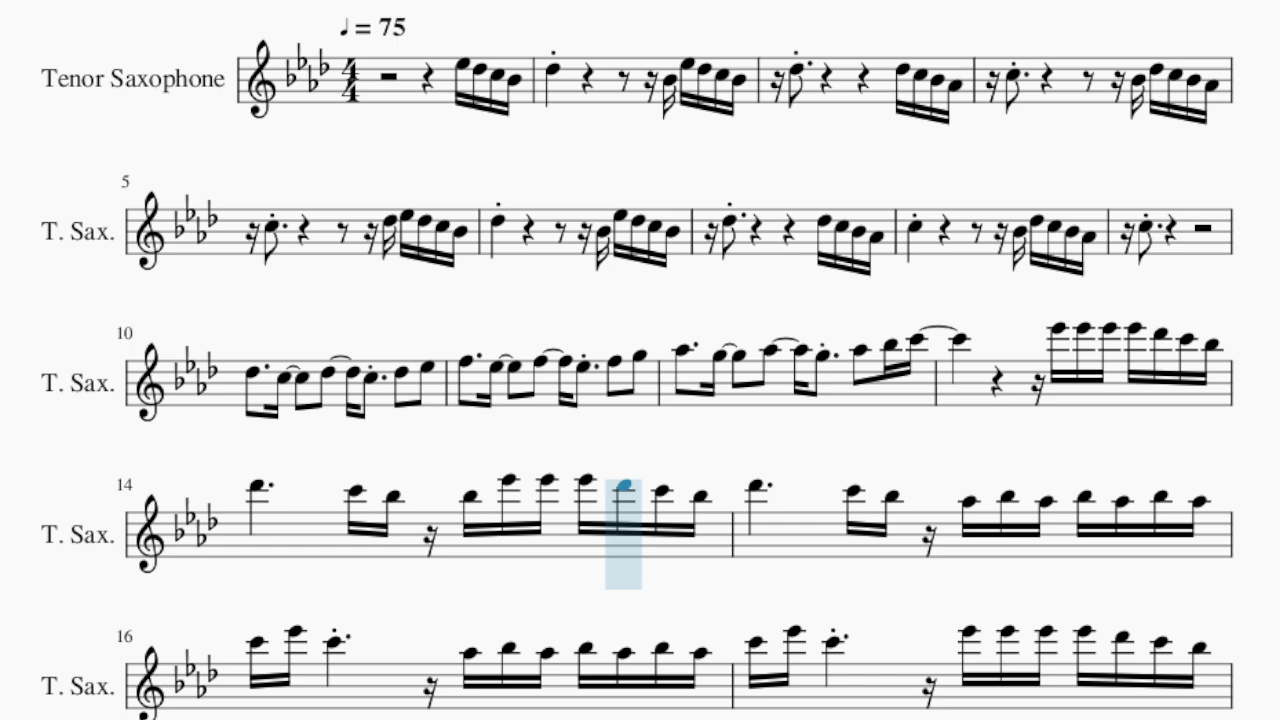 ♩ = 75
Tenor Saxophone
4
4
5
T. Sax.
10
T. Sax.
14
T. Sax.
16
T. Sax.